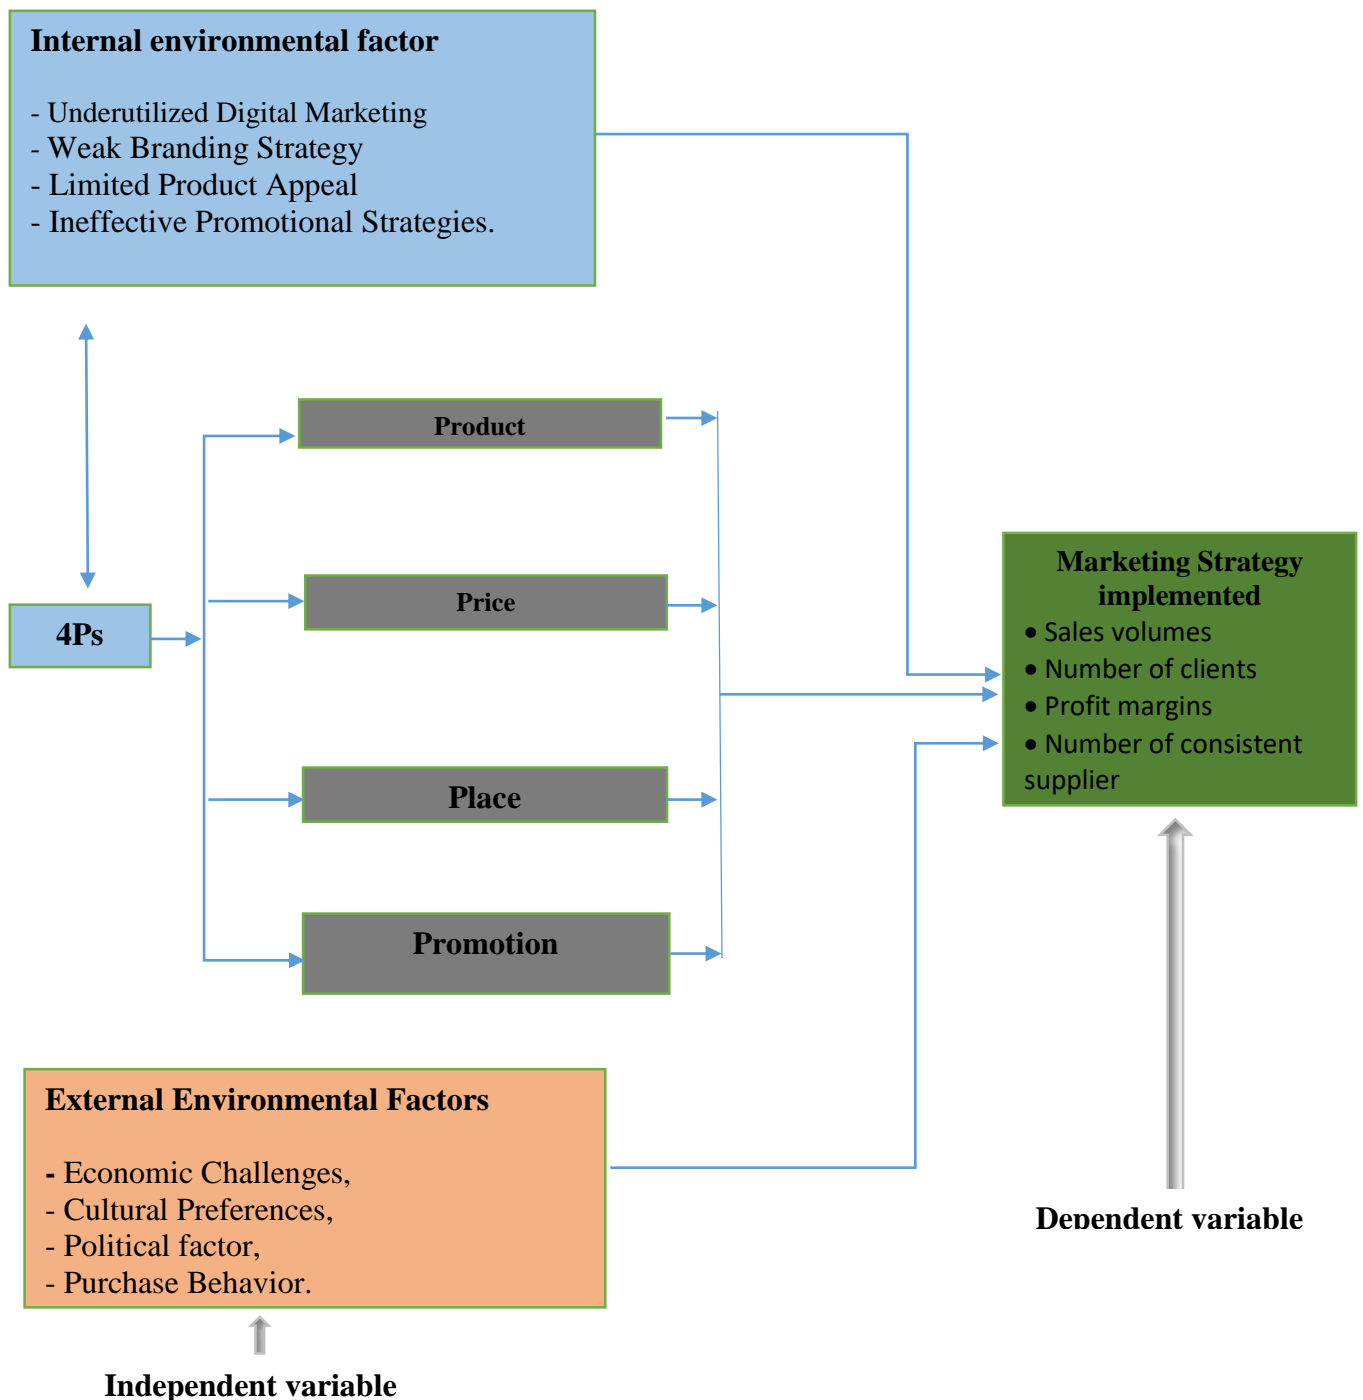 Internal environmental factor
- Underutilized Digital Marketing
- Weak Branding Strategy
- Limited Product Appeal
- Ineffective Promotional Strategies.
Product
Price
4Ps
Place
Promotion
Marketing Strategy
implemented
• Sales volumes
• Number of clients
• Profit margins
• Number of consistent
supplier
External Environmental Factors
- Economic Challenges,
- Cultural Preferences,
- Political factor,
- Purchase Behavior.
Dependent variable
Independent variable